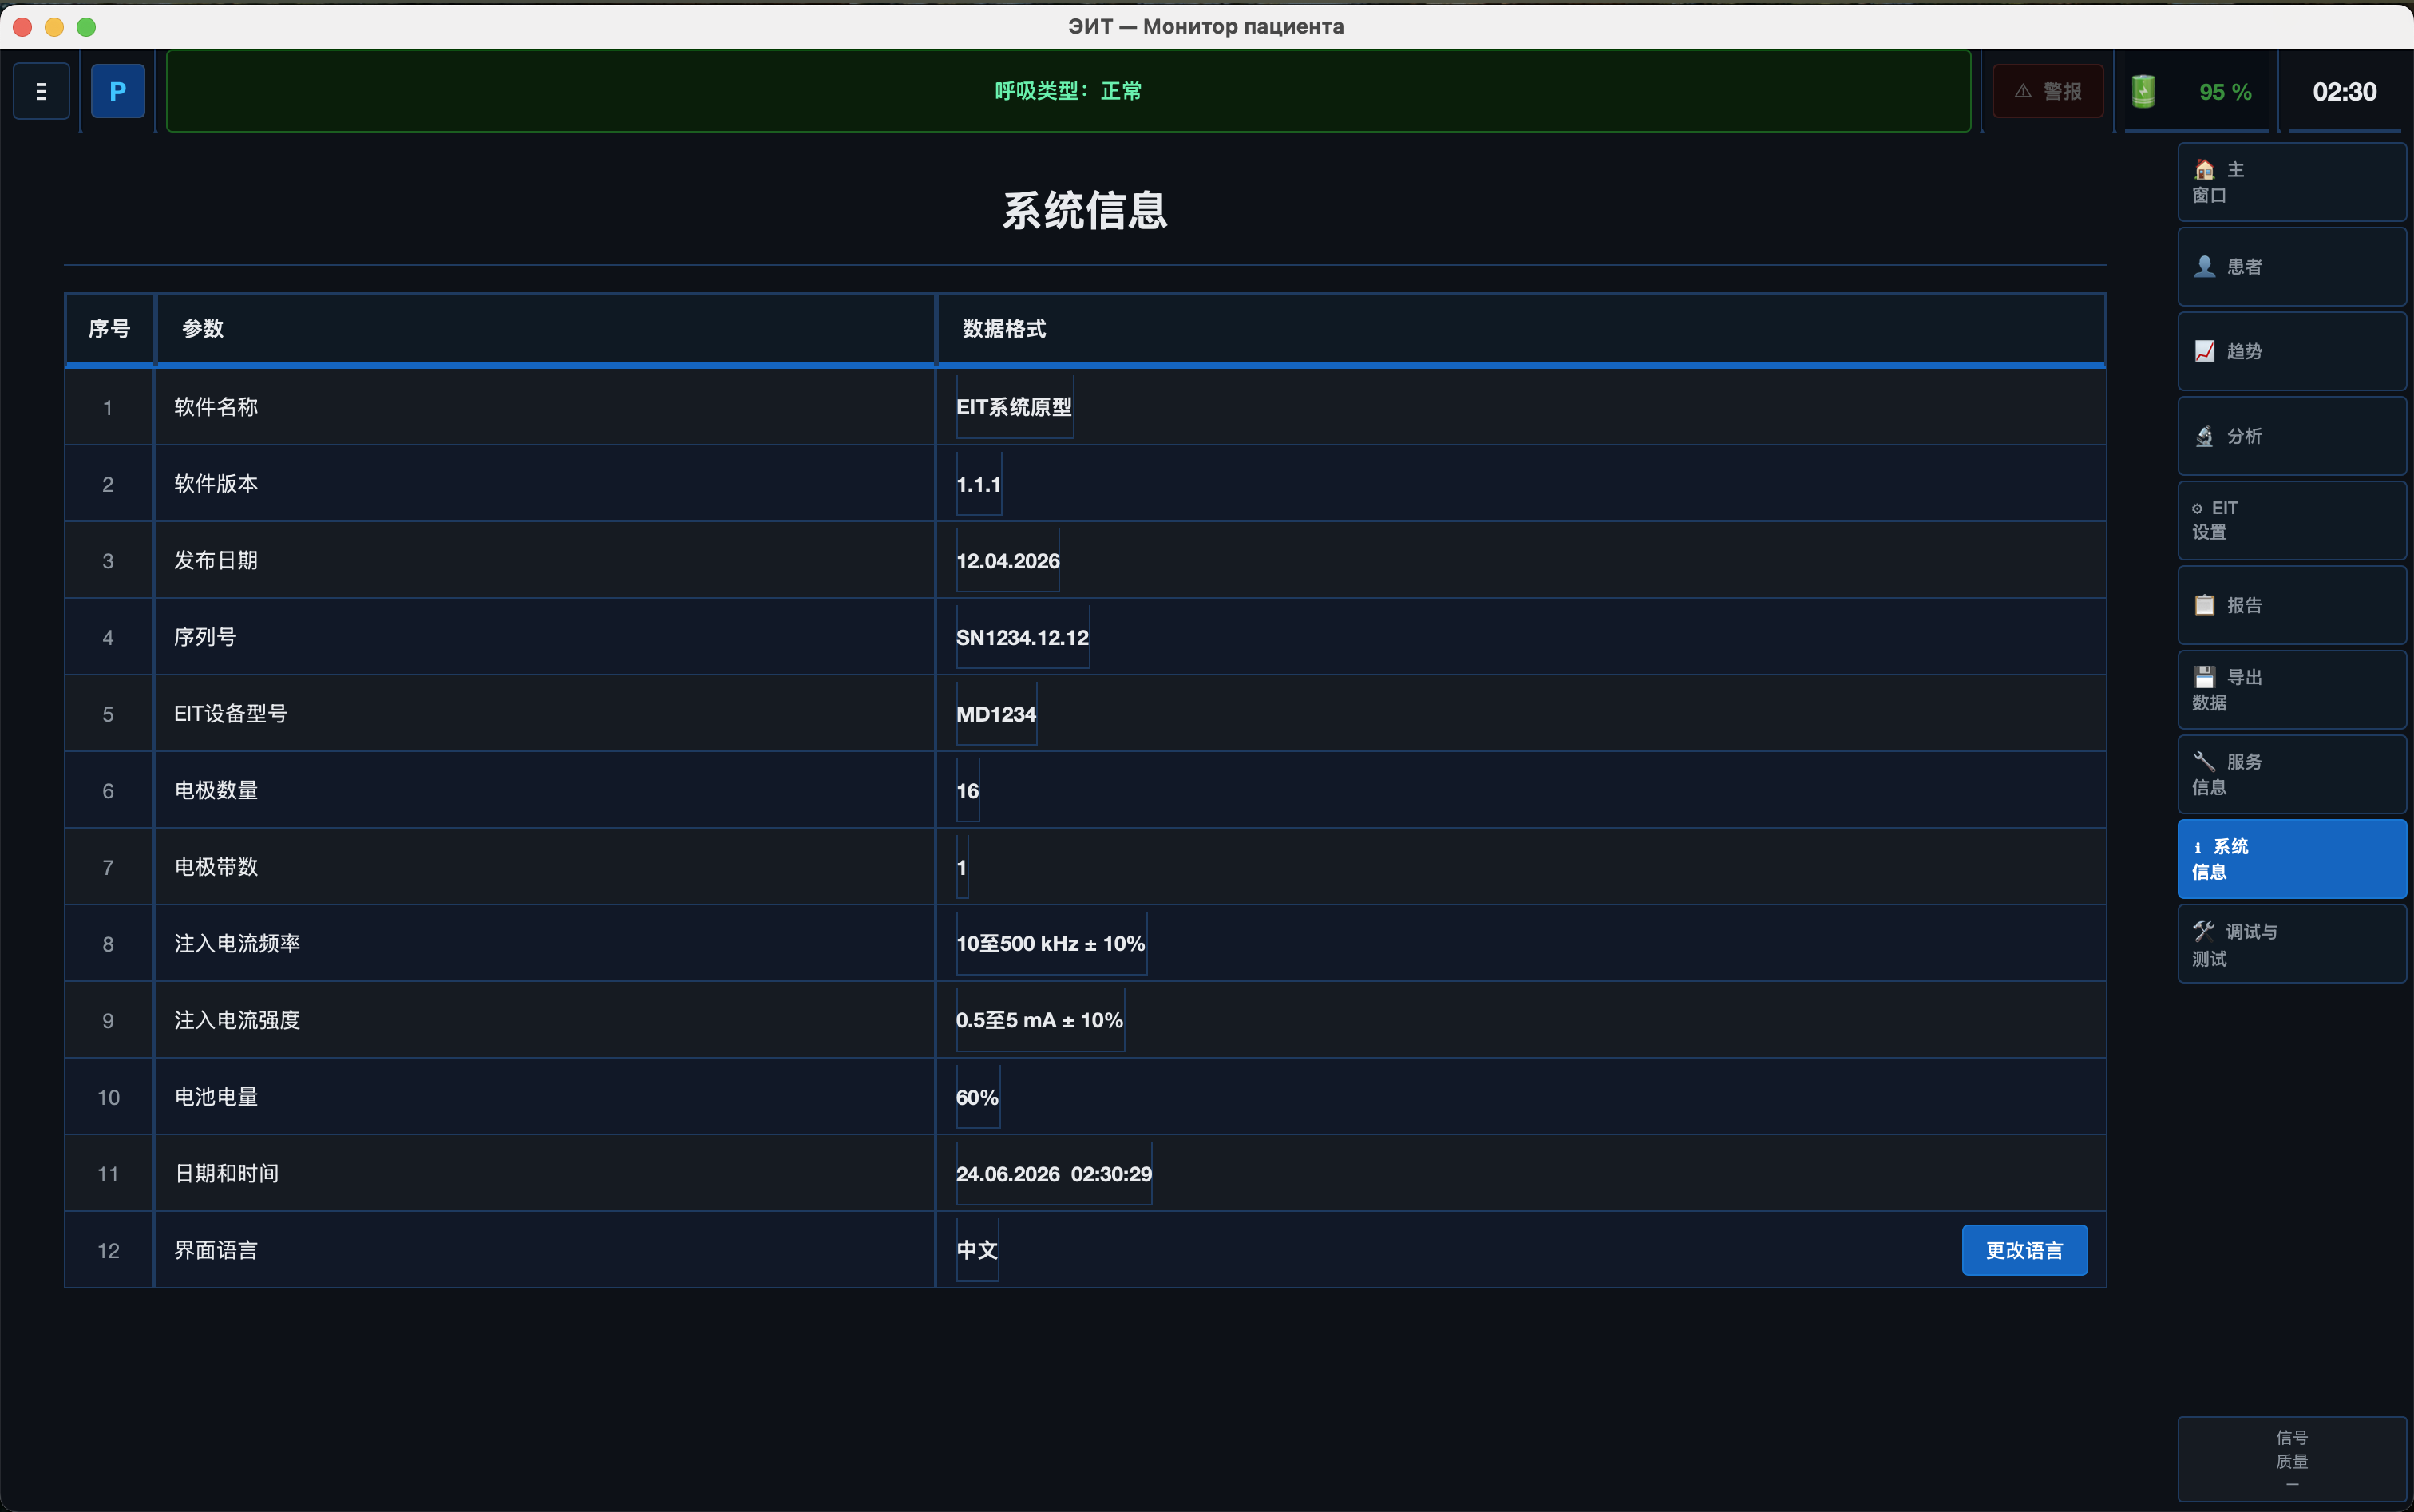 ЭИТ — Монитор пациента
P
呼吸类型：正常
⚠ 警报
95 %
02:30
系统信息
序号 参数 数据格式
1 软件名称 EIT系统原型
2 软件版本 1.1.1
3 发布日期 12.04.2026
4 序列号 SN1234.12.12
5 EIT设备型号 MD1234
6 电极数量 16
7 电极带数 1
8 注入电流频率 10至500 kHz ± 10%
9 注入电流强度 0.5至5 mA ± 10%
10 电池电量 60%
11 日期和时间 24.06.2026 02:30:29
12 界面语言 中文 更改语言
主
窗口
患者
趋势
分析
EIT
设置
报告
导出
数据
服务
信息
系统
信息
调试与
测试
信号
质量
—